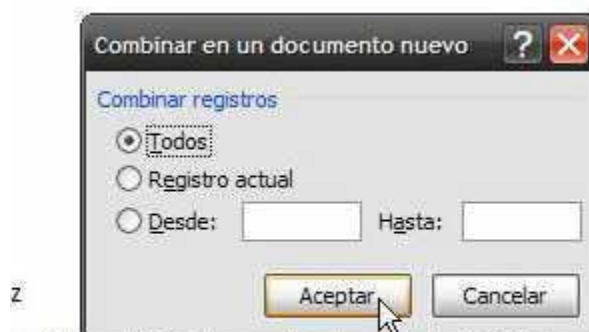 Combinar en un documento nuevo ?
Combinar registros
Todos
Registro actual
Desde: Hasta:
z
Aceptar Cancelar